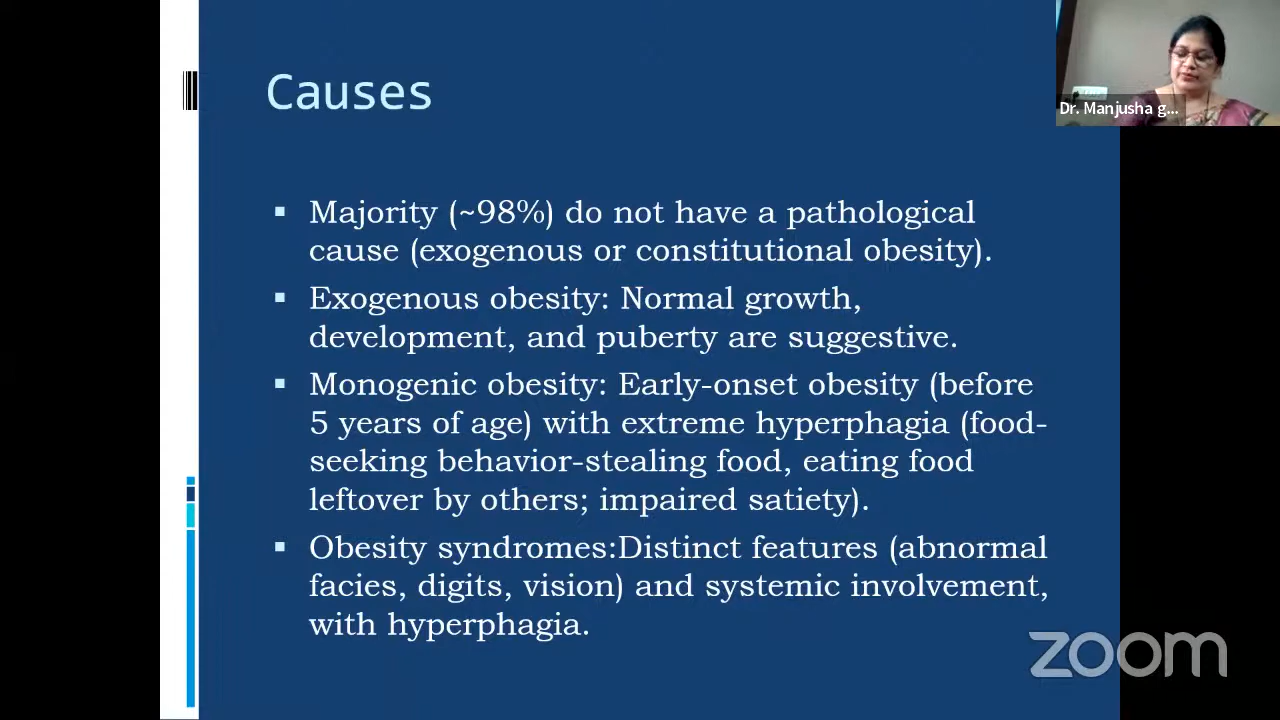 Causes
Dr. Manjusha g...
▪ Majority (~98%) do not have a pathological
cause (exogenous or constitutional obesity).
▪ Exogenous obesity: Normal growth,
development, and puberty are suggestive.
▪ Monogenic obesity: Early-onset obesity (before
5 years of age) with extreme hyperphagia (food-
seeking behavior-stealing food, eating food
leftover by others; impaired satiety).
▪ Obesity syndromes:Distinct features (abnormal
facies, digits, vision) and systemic involvement,
with hyperphagia.
zoom